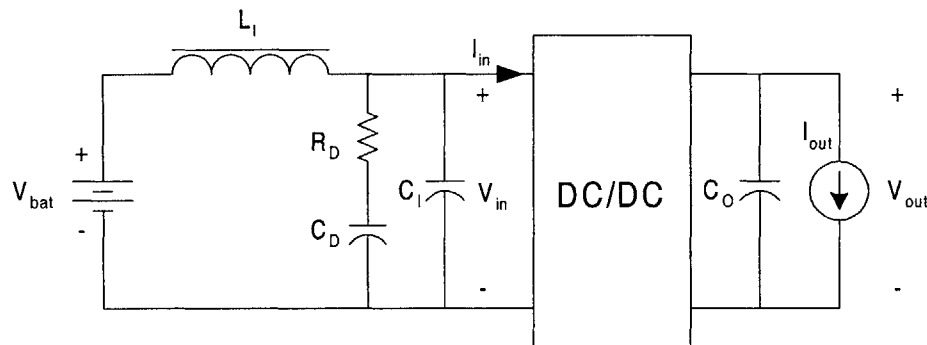 L_I
I_in
+
R_D
I_out
+
+
V_bat
C_I
V_in
DC/DC
C_O
V_out
-
C_D
-
-